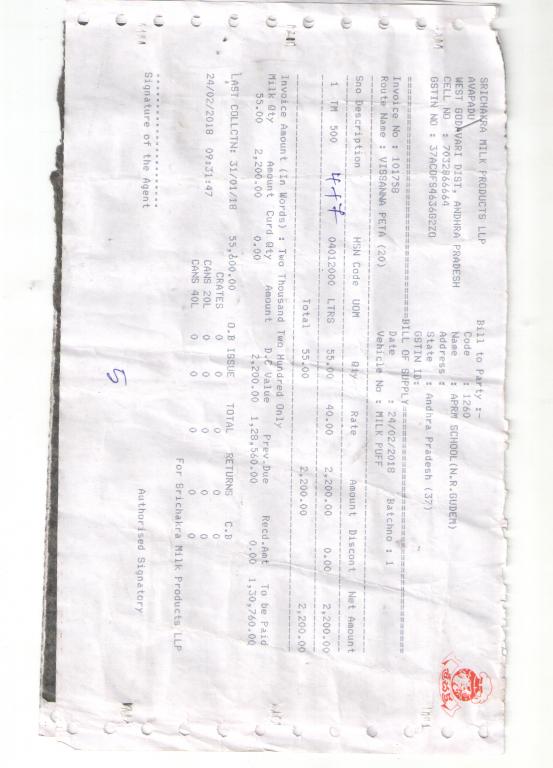 SRICHAKRA MILK PRODUCTS LLP
AVAPADU
WEST GODAVARI DIST, ANDHRA PRADESH
CELL NO : 7032866664
GSTIN NO : 37ACOFS4636G2Z0
Bill to Party :-
Code : 1260
Name : APRM SCHOOL(N.R.GUDEM)
Address :
State : Andhra Pradesh (37)
GSTIN ID:
BILL OF SUPPLY
Invoice No : 101758 Date : 24/02/2018 Batchno : 1
Route Name : VISSANNA PETA (20) Vehicle No : MILK PUFF
Sno Description HSN Code UOM Qty Rate Amount Discont Net Amount
1 TM 500 04012000 LTRS 55.00 40.00 2,200.00 0.00 2,200.00
Total 55.00 2,200.00 2,200.00
Invoice Amount (In Words) : Two Thousand Two Hundred Only
Milk Qty Amount Curd Qty Amount D.C Value Prev.Due Recd.Amt To be Paid
55.00 2,200.00 0.00 2,200.00 1,28,560.00 0.00 1,30,760.00
LAST COLLCTN: 31/01/18 55,600.00 O.B ISSUE TOTAL RETURNS C.B
CRATES 0 0 0 0 0
24/02/2018 09:31:47 CANS 20L 0 0 0 0 0
CANS 40L 0 0 0 0 0
For Srichakra Milk Products LLP
Signature of the Agent
Authorised Signatory
5